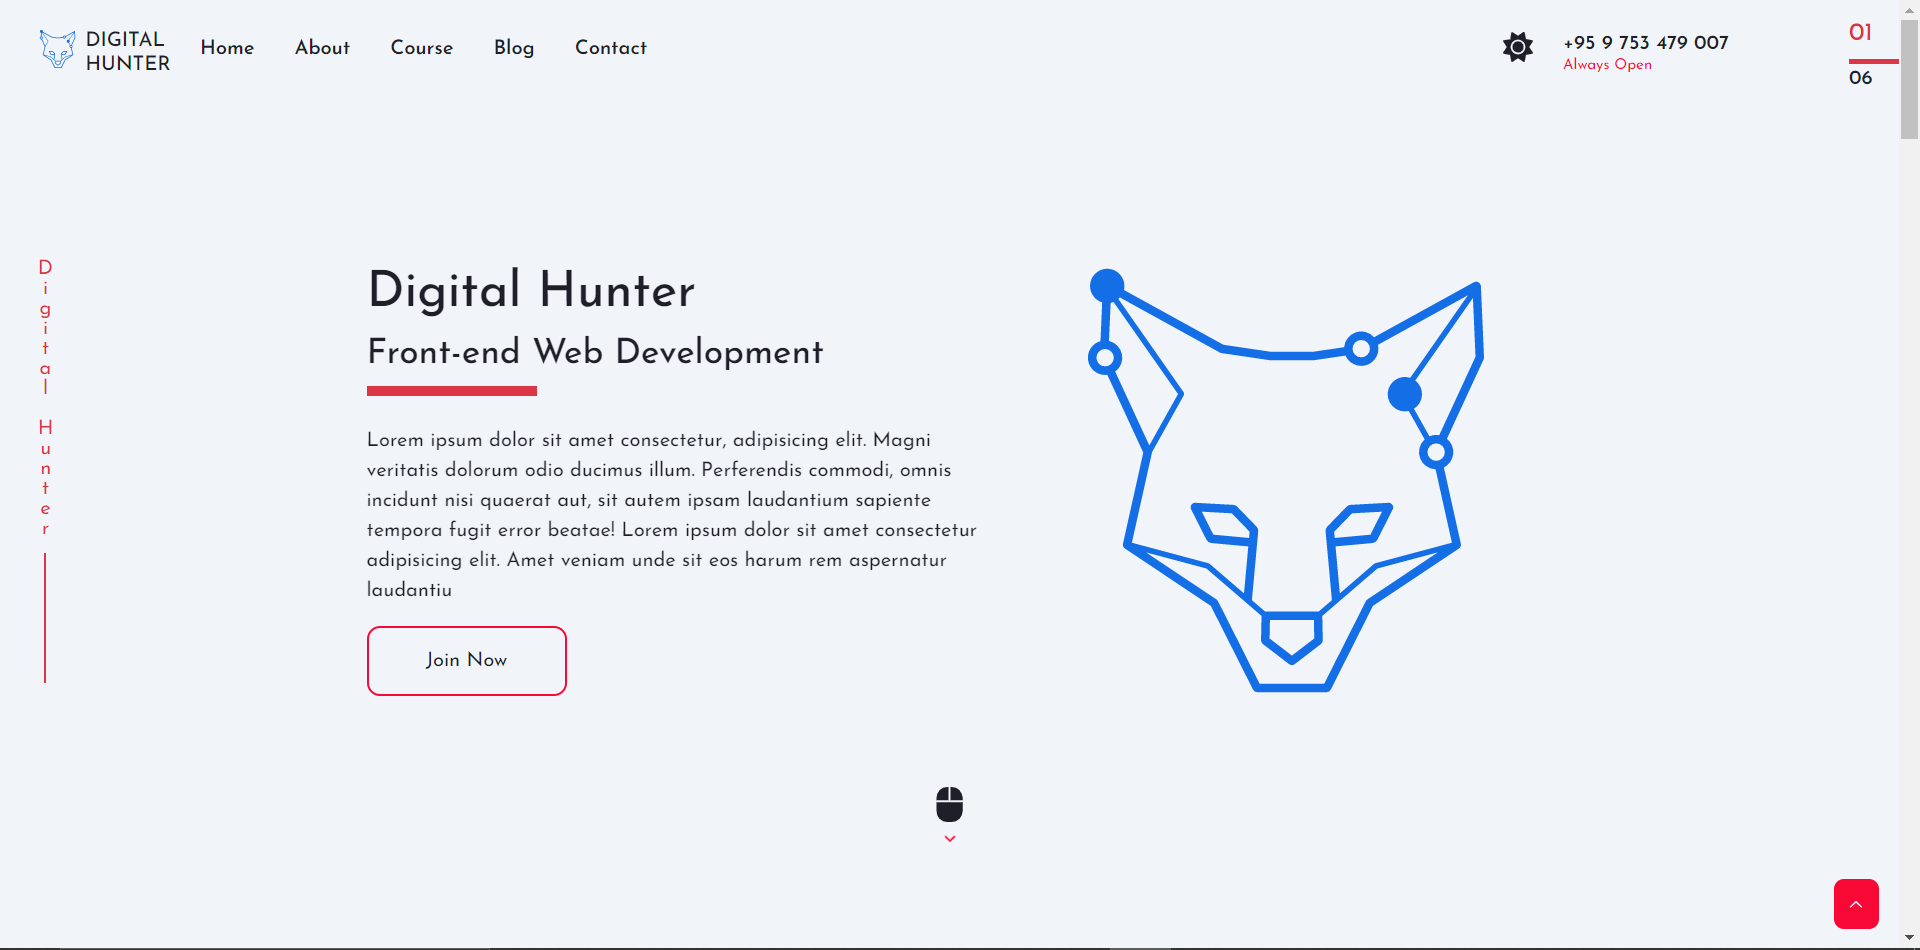 DIGITAL
HUNTER
Home
About
Course
Blog
Contact
+95 9 753 479 007
Always Open
01
06
Digital Hunter
Digital Hunter
Front-end Web Development
Lorem ipsum dolor sit amet consectetur, adipisicing elit. Magni
veritatis dolorum odio ducimus illum. Perferendis commodi, omnis
incidunt nisi quaerat aut, sit autem ipsam laudantium sapiente
tempora fugit error beatae! Lorem ipsum dolor sit amet consectetur
adipisicing elit. Amet veniam unde sit eos harum rem aspernatur
laudantiu
Join Now